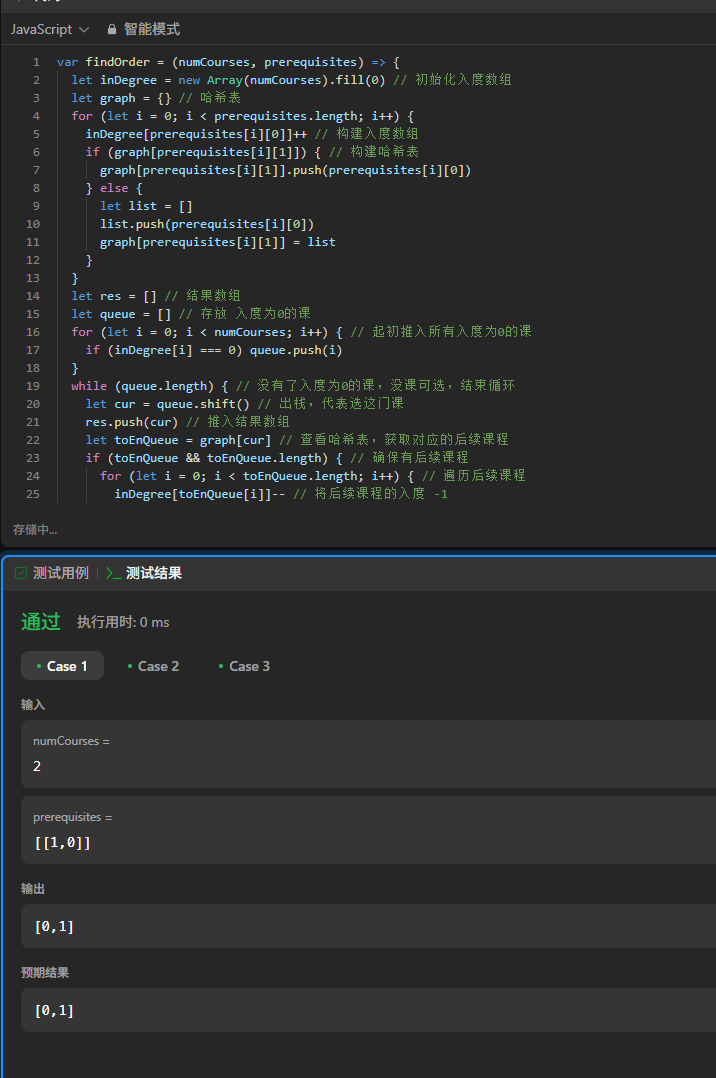 JavaScript 智能模式
1 var findOrder = (numCourses, prerequisites) => {
2 let inDegree = new Array(numCourses).fill(0) // 初始化入度数组
3 let graph = {} // 哈希表
4 for (let i = 0; i < prerequisites.length; i++) {
5 inDegree[prerequisites[i][0]]++ // 构建入度数组
6 if (graph[prerequisites[i][1]]) { // 构建哈希表
7 graph[prerequisites[i][1]].push(prerequisites[i][0])
8 } else {
9 let list = []
10 list.push(prerequisites[i][0])
11 graph[prerequisites[i][1]] = list
12 }
13 }
14 let res = [] // 结果数组
15 let queue = [] // 存放 入度为0的课
16 for (let i = 0; i < numCourses; i++) { // 起初推入所有入度为0的课
17 if (inDegree[i] === 0) queue.push(i)
18 }
19 while (queue.length) { // 没有了入度为0的课，没课可选，结束循环
20 let cur = queue.shift() // 出栈，代表选这门课
21 res.push(cur) // 推入结果数组
22 let toEnQueue = graph[cur] // 查看哈希表，获取对应的后续课程
23 if (toEnQueue && toEnQueue.length) { // 确保有后续课程
24 for (let i = 0; i < toEnQueue.length; i++) { // 遍历后续课程
25 inDegree[toEnQueue[i]]-- // 将后续课程的入度 -1
存储中...
测试用例 | >_ 测试结果
通过 执行用时: 0 ms
• Case 1 • Case 2 • Case 3
输入
numCourses =
2
prerequisites =
[[1,0]]
输出
[0,1]
预期结果
[0,1]